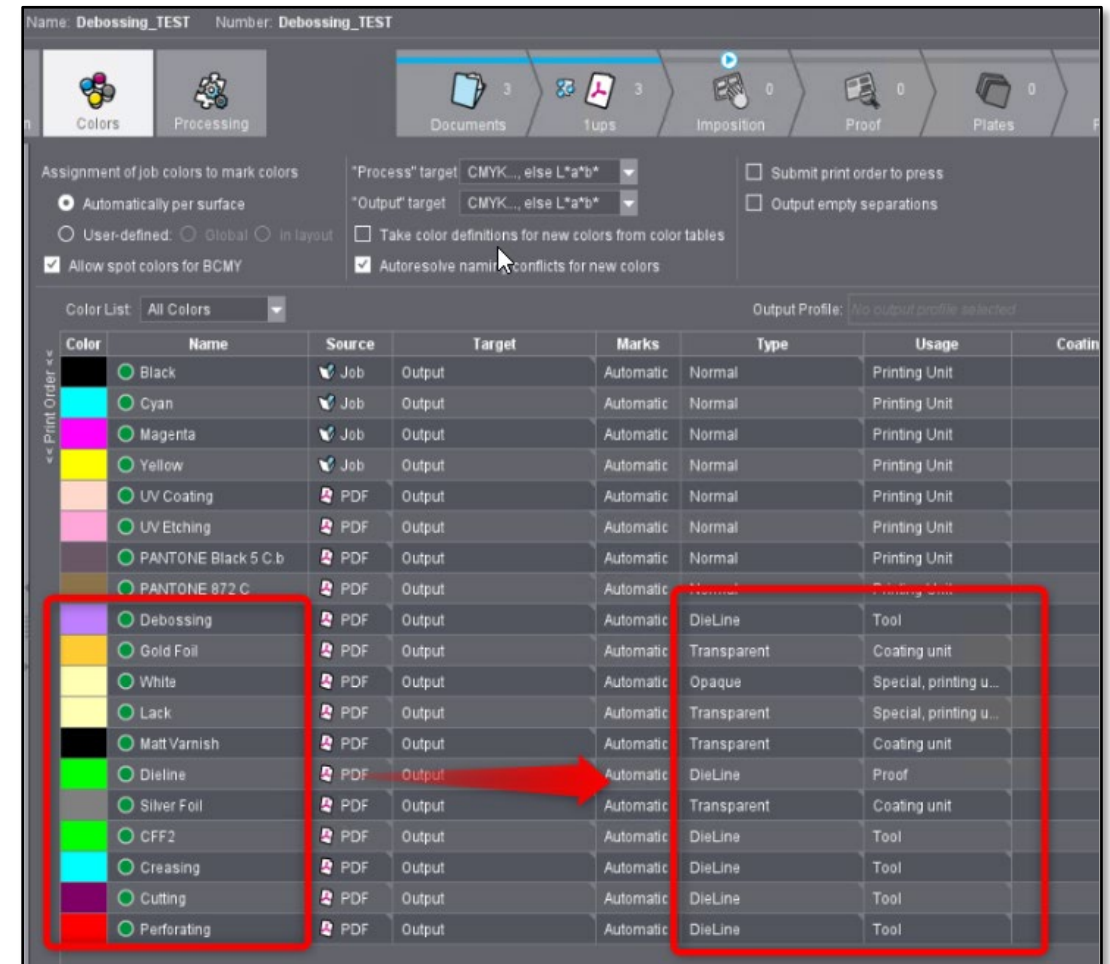 Name: Debossing_TEST Number: Debossing_TEST
Colors Processing Documents 3 1ups 3 Imposition 0 Proof 0 Plates 0
Assignment of job colors to mark colors
"Process" target CMYK..., else L*a*b*
Submit print order to press
Automatically per surface
"Output" target CMYK..., else L*a*b*
Output empty separations
User-defined: Global in layout
Take color definitions for new colors from color tables
Allow spot colors for BCMY
Autoresolve naming conflicts for new colors
Color List: All Colors
Output Profile: No output profile selected
<< Print Order <<
Color Name Source Target Marks Type Usage Coatin
Black Job Output Automatic Normal Printing Unit
Cyan Job Output Automatic Normal Printing Unit
Magenta Job Output Automatic Normal Printing Unit
Yellow Job Output Automatic Normal Printing Unit
UV Coating PDF Output Automatic Normal Printing Unit
UV Etching PDF Output Automatic Normal Printing Unit
PANTONE Black 5 C.b PDF Output Automatic Normal Printing Unit
PANTONE 872 C PDF Output Automatic Normal Printing Unit
Debossing PDF Output Automatic DieLine Tool
Gold Foil PDF Output Automatic Transparent Coating unit
White PDF Output Automatic Opaque Special, printing u...
Lack PDF Output Automatic Transparent Special, printing u...
Matt Varnish PDF Output Automatic Transparent Coating unit
Dieline PDF Output Automatic DieLine Proof
Silver Foil PDF Output Automatic Transparent Coating unit
CFF2 PDF Output Automatic DieLine Tool
Creasing PDF Output Automatic DieLine Tool
Cutting PDF Output Automatic DieLine Tool
Perforating PDF Output Automatic DieLine Tool